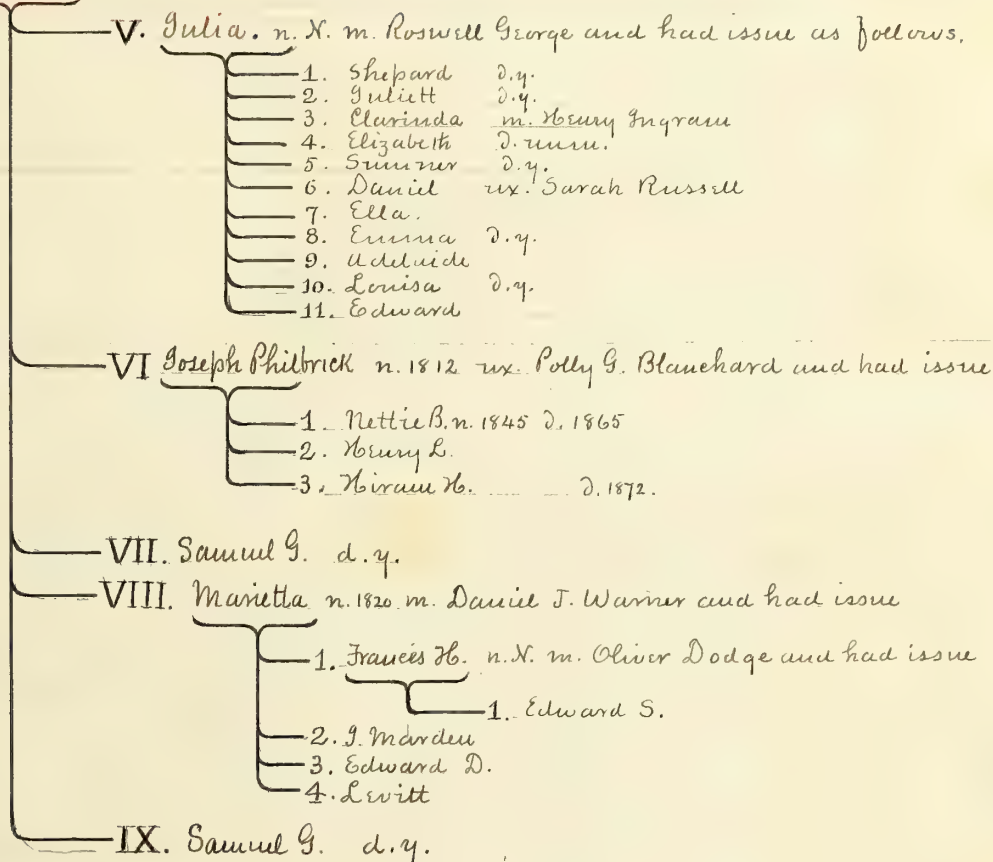 V. Julia. n. N. m. Roswell George and had issue as follows.
1. Shepard d.y.
2. Juliett d.y.
3. Clarinda m. Henry Ingram
4. Elizabeth d. unm.
5. Sumner d.y.
6. Daniel ux. Sarah Russell
7. Ella.
8. Emma d.y.
9. Adelaide
10. Louisa d.y.
11. Edward
VI Joseph Philbrick n. 1812 ux. Polly G. Blanchard and had issue
1. Nettie B. n. 1845 d. 1865
2. Henry L.
3. Hiram H. d. 1872.
VII. Samuel G. d.y.
VIII. Marietta n. 1820 m. Daniel J. Warner and had issue
1. Frances H. n. N. m. Oliver Dodge and had issue
1. Edward S.
2. J. Marden
3. Edward D.
4. Levitt
IX. Samuel G. d.y.